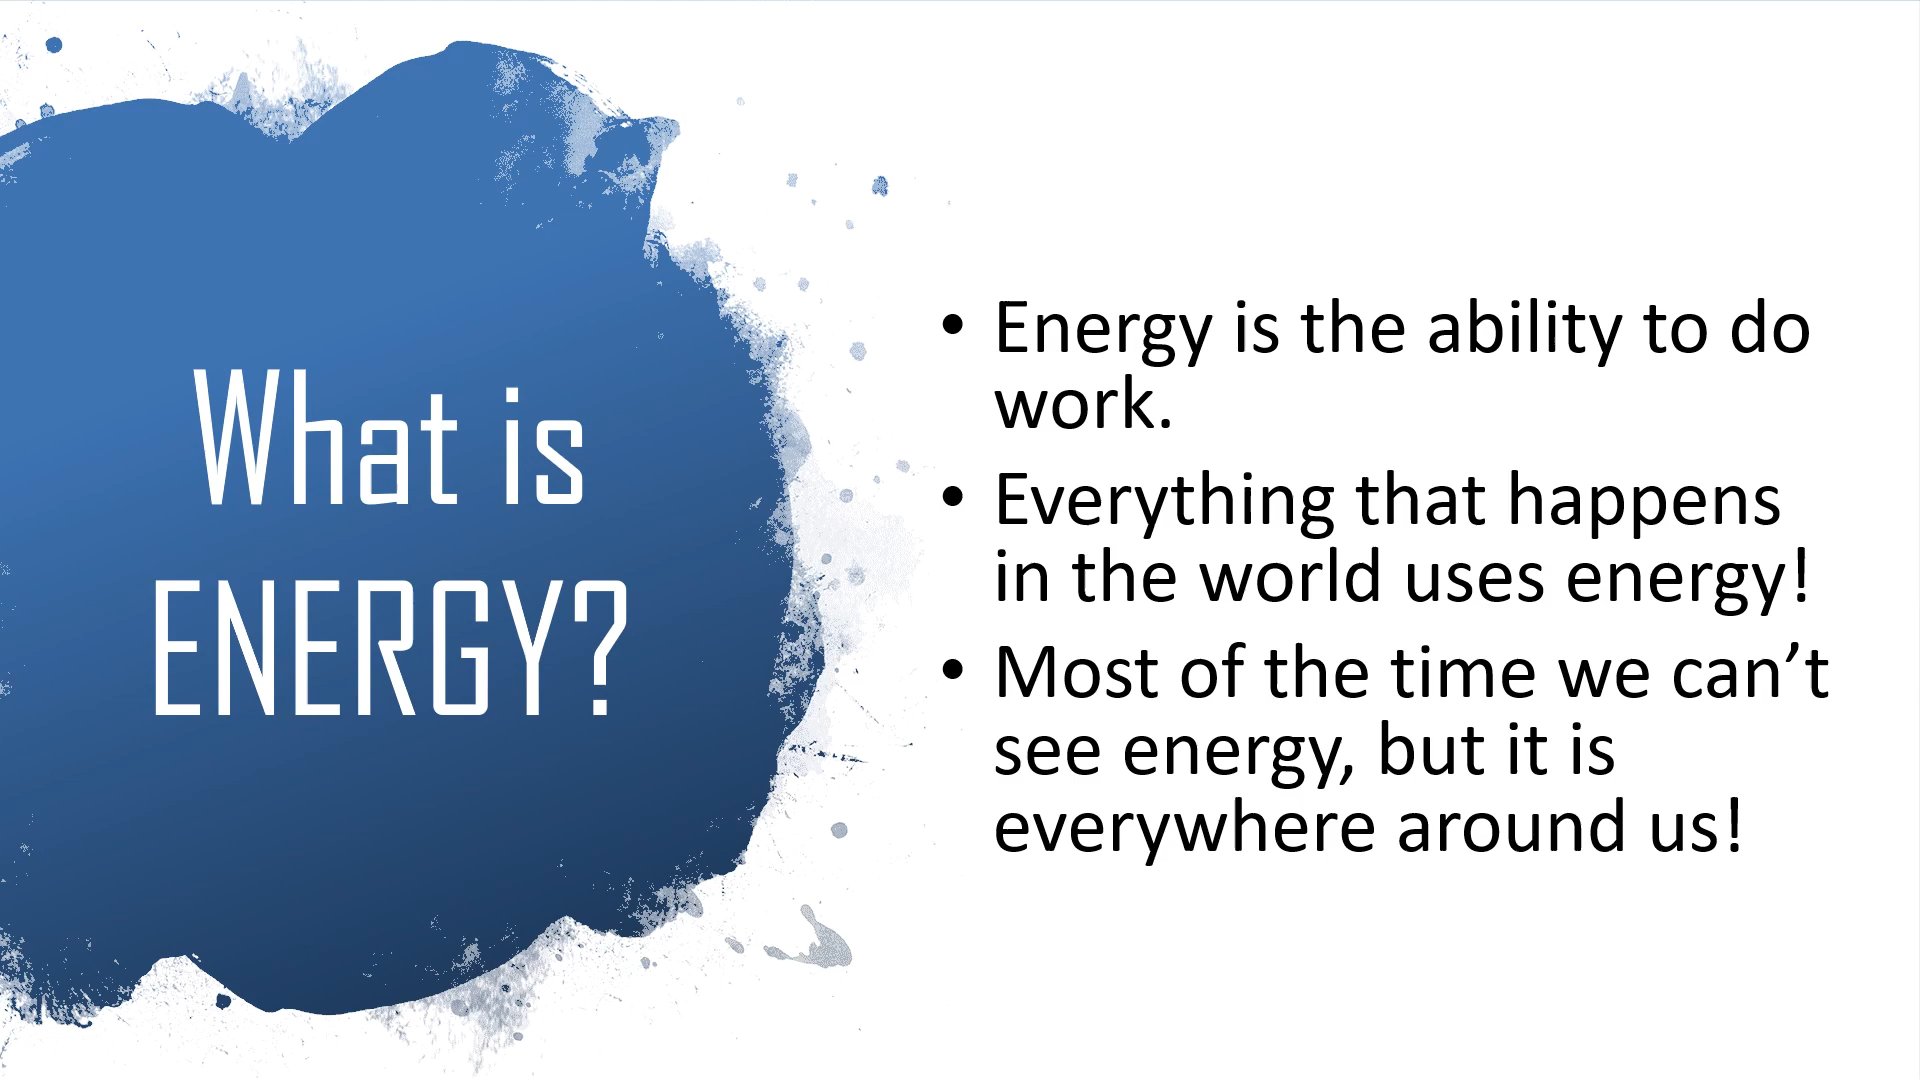 What is
ENERGY?
• Energy is the ability to do
work.
• Everything that happens
in the world uses energy!
• Most of the time we can’t
see energy, but it is
everywhere around us!